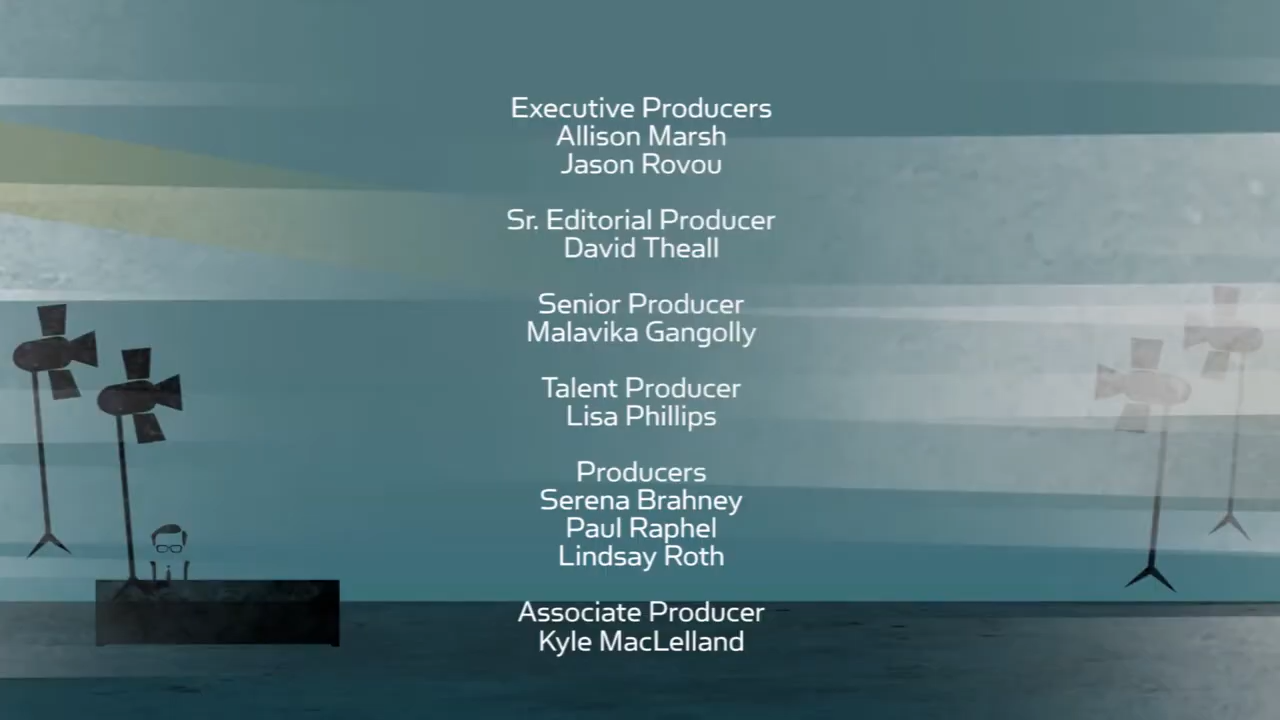 Executive Producers
Allison Marsh
Jason Rovou
Sr. Editorial Producer
David Theall
Senior Producer
Malavika Gangolly
Talent Producer
Lisa Phillips
Producers
Serena Brahney
Paul Raphel
Lindsay Roth
Associate Producer
Kyle MacLelland